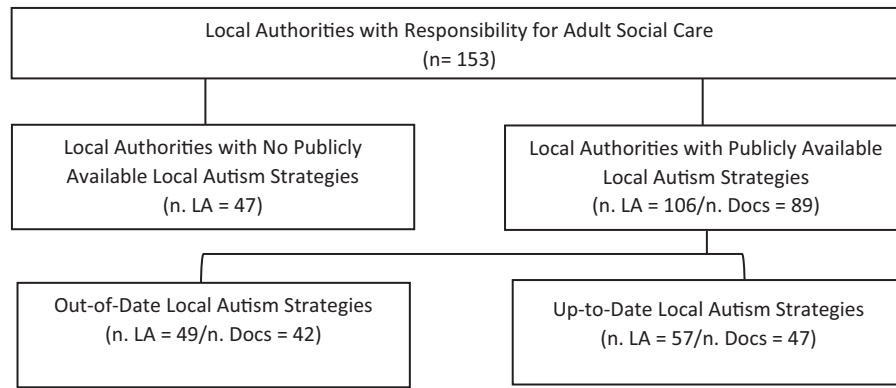 Local Authorities with Responsibility for Adult Social Care
(n= 153)
Local Authorities with No Publicly
Available Local Autism Strategies
(n. LA = 47)
Local Authorities with Publicly Available
Local Autism Strategies
(n. LA = 106/n. Docs = 89)
Out-of-Date Local Autism Strategies
(n. LA = 49/n. Docs = 42)
Up-to-Date Local Autism Strategies
(n. LA = 57/n. Docs = 47)